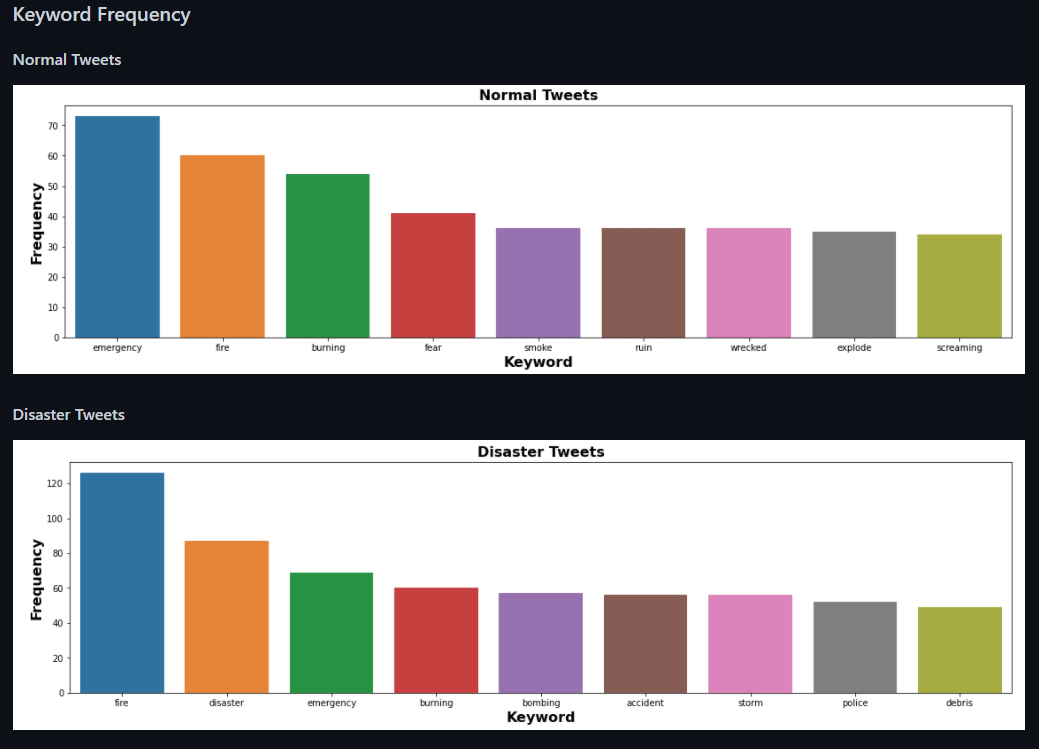 Keyword Frequency
Normal Tweets
Normal Tweets
Frequency
70
60
50
40
30
20
10
0
emergency fire burning fear smoke ruin wrecked explode screaming
Keyword
Disaster Tweets
Disaster Tweets
Frequency
120
100
80
60
40
20
0
fire disaster emergency burning bombing accident storm police debris
Keyword